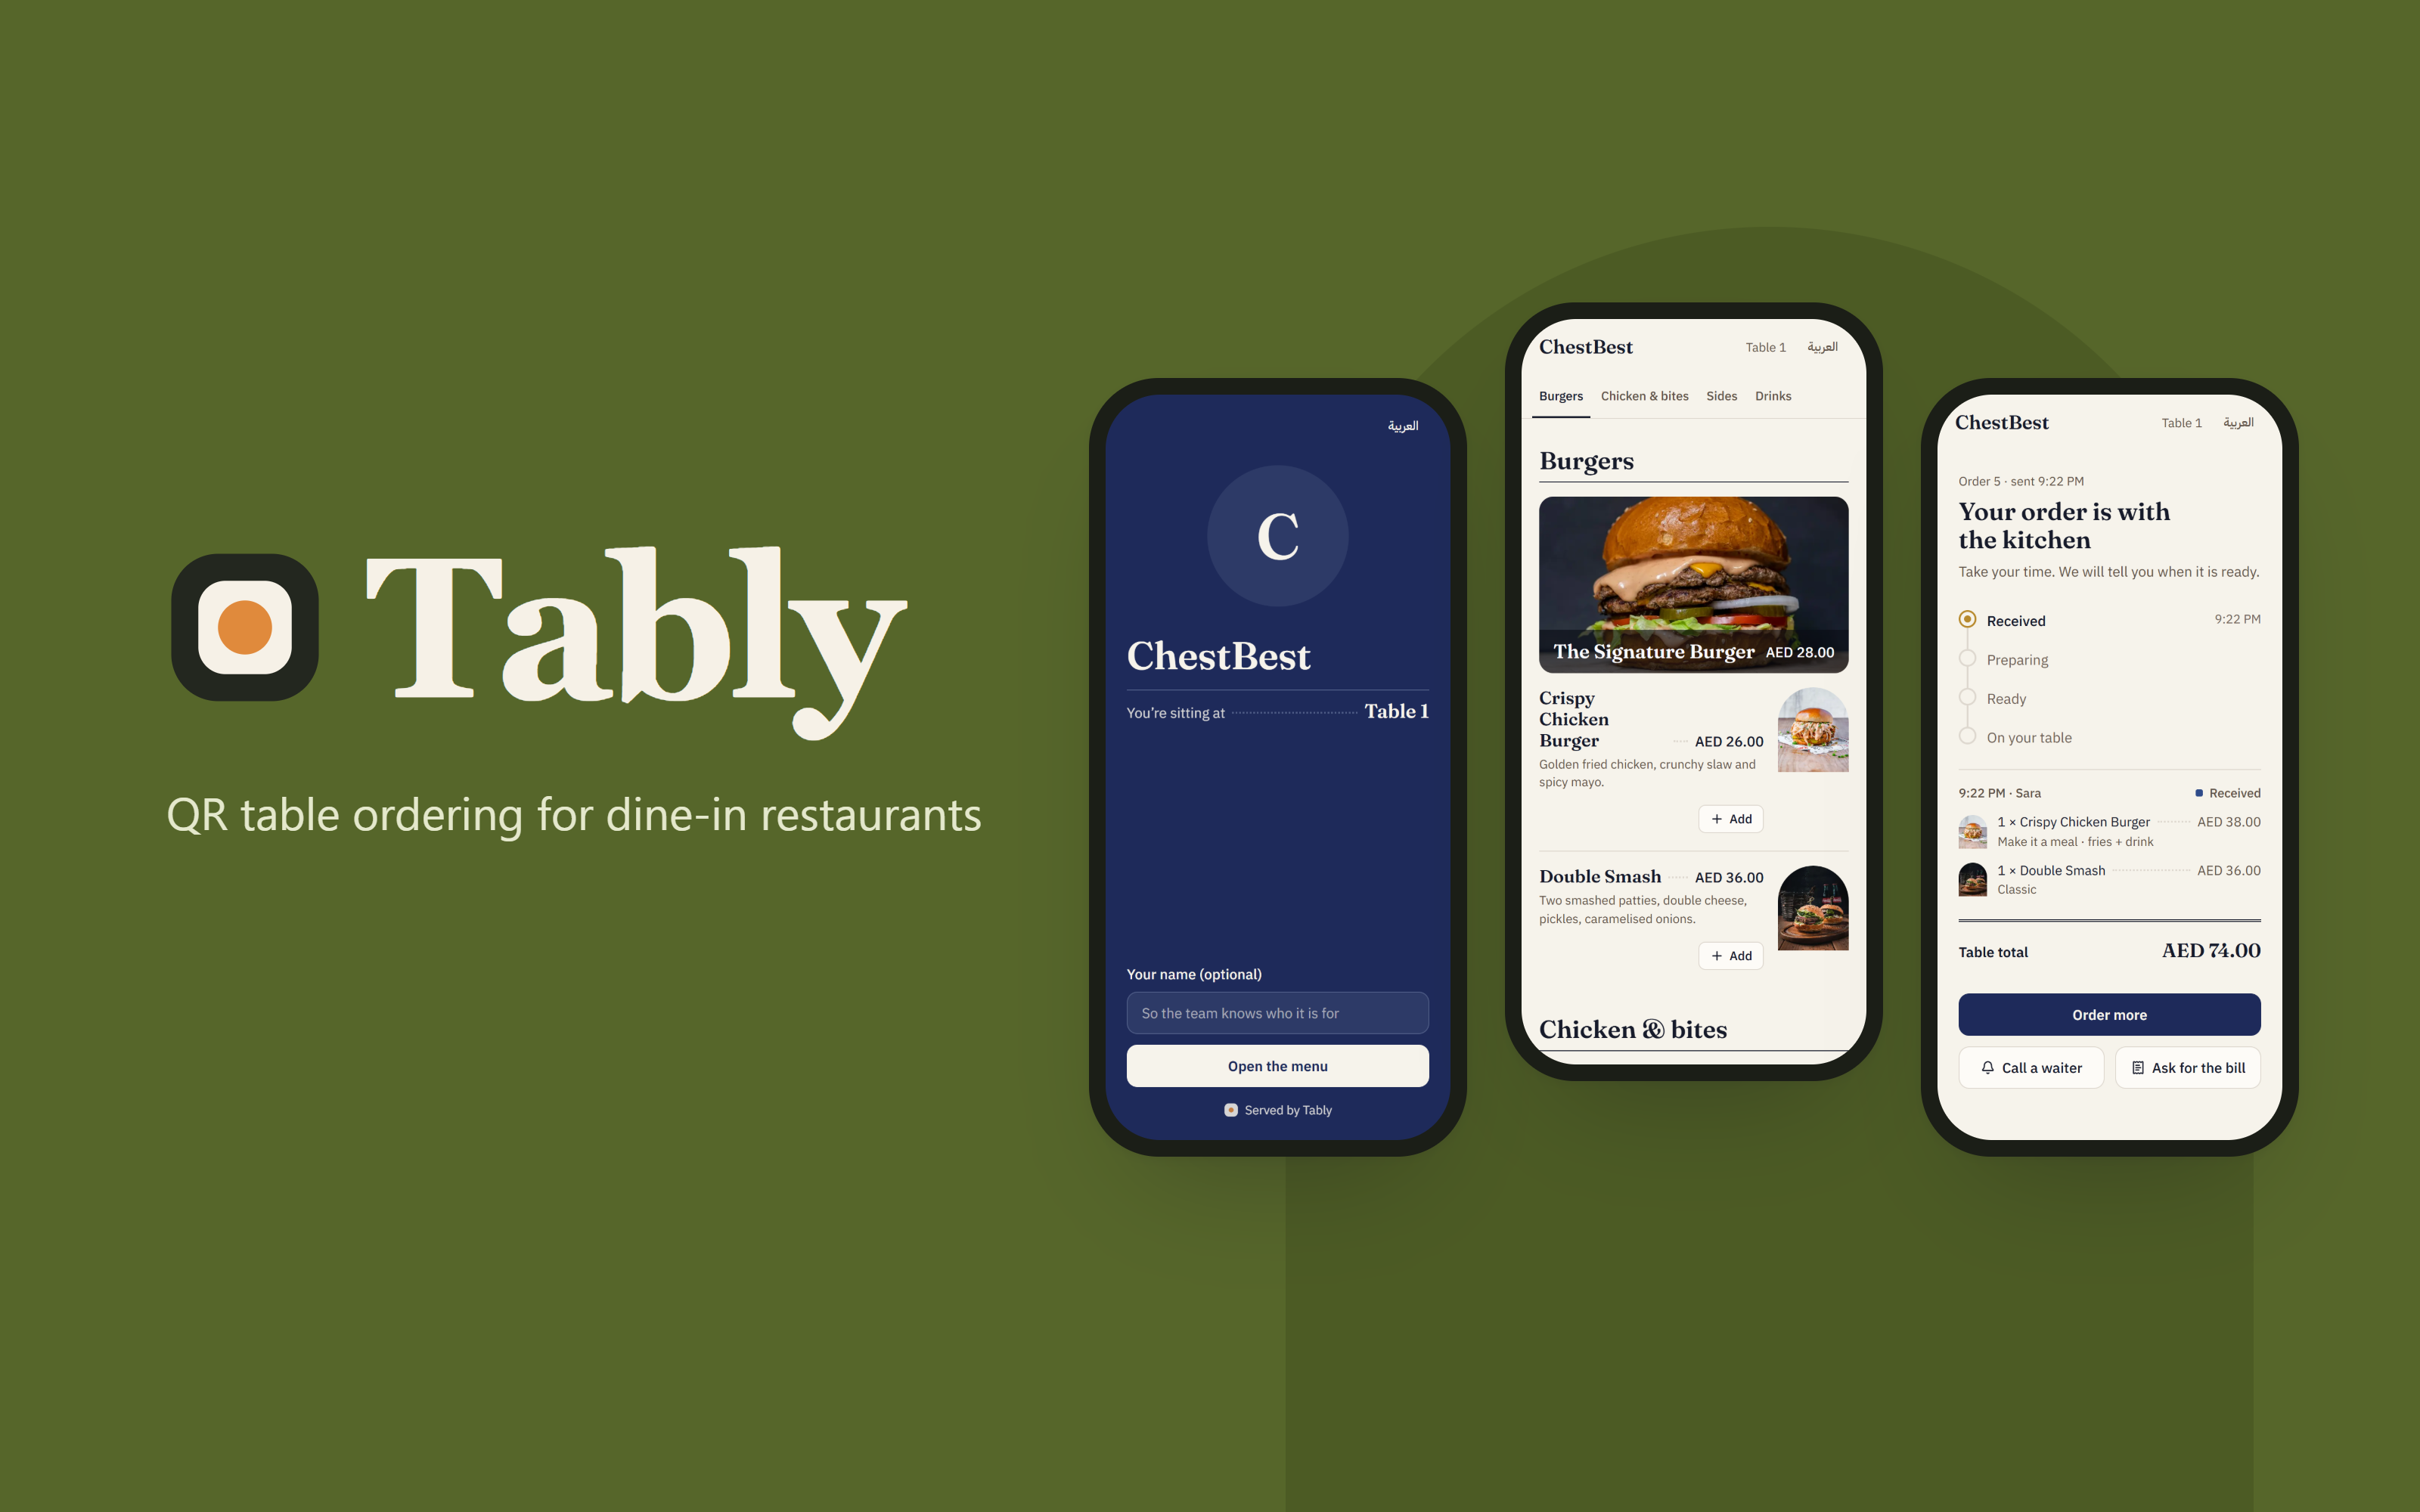 Tably
QR table ordering for dine-in restaurants
العربية
C
ChestBest
You're sitting at Table 1
Your name (optional)
So the team knows who it is for
Open the menu
Served by Tably
ChestBest Table 1 العربية
Burgers Chicken & bites Sides Drinks
Burgers
The Signature Burger AED 28.00
Crispy
Chicken
Burger AED 26.00
Golden fried chicken, crunchy slaw and
spicy mayo.
+ Add
Double Smash AED 36.00
Two smashed patties, double cheese,
pickles, caramelised onions.
+ Add
Chicken & bites
ChestBest Table 1 العربية
Order 5 · sent 9:22 PM
Your order is with
the kitchen
Take your time. We will tell you when it is ready.
Received 9:22 PM
Preparing
Ready
On your table
9:22 PM · Sara Received
1 × Crispy Chicken Burger AED 38.00
Make it a meal · fries + drink
1 × Double Smash AED 36.00
Classic
Table total AED 74.00
Order more
Call a waiter Ask for the bill